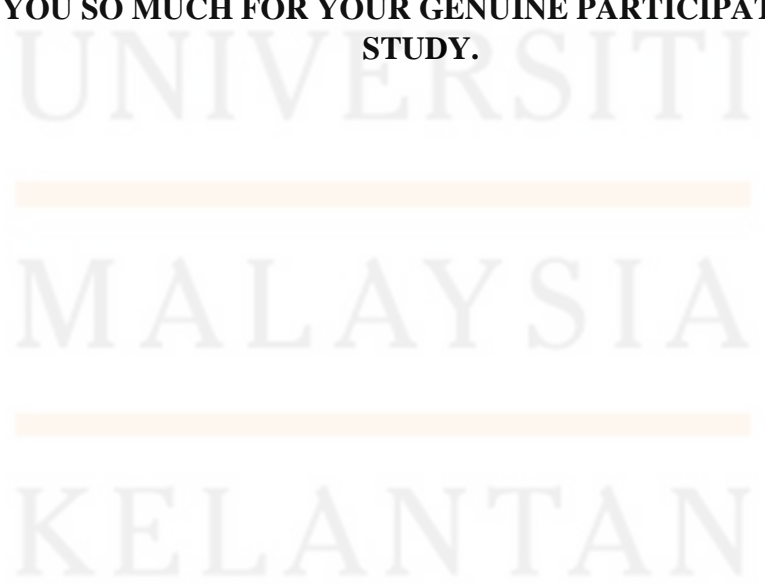 YOU SO MUCH FOR YOUR GENUINE
STUDY.
UNIVERSITI
MALAYSIA
KELANTAN